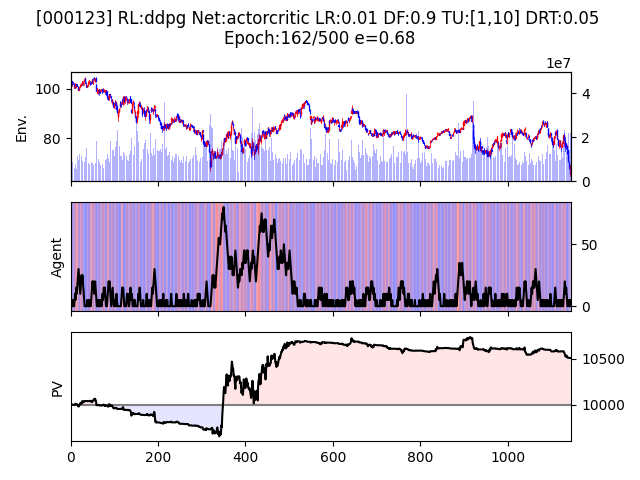 [000123] RL:ddpg Net:actorcritic LR:0.01 DF:0.9 TU:[1,10] DRT:0.05
Epoch:162/500 e=0.68
1e7
100
80
Env.
4
2
0
Agent
50
0
PV
10500
10000
0
200
400
600
800
1000